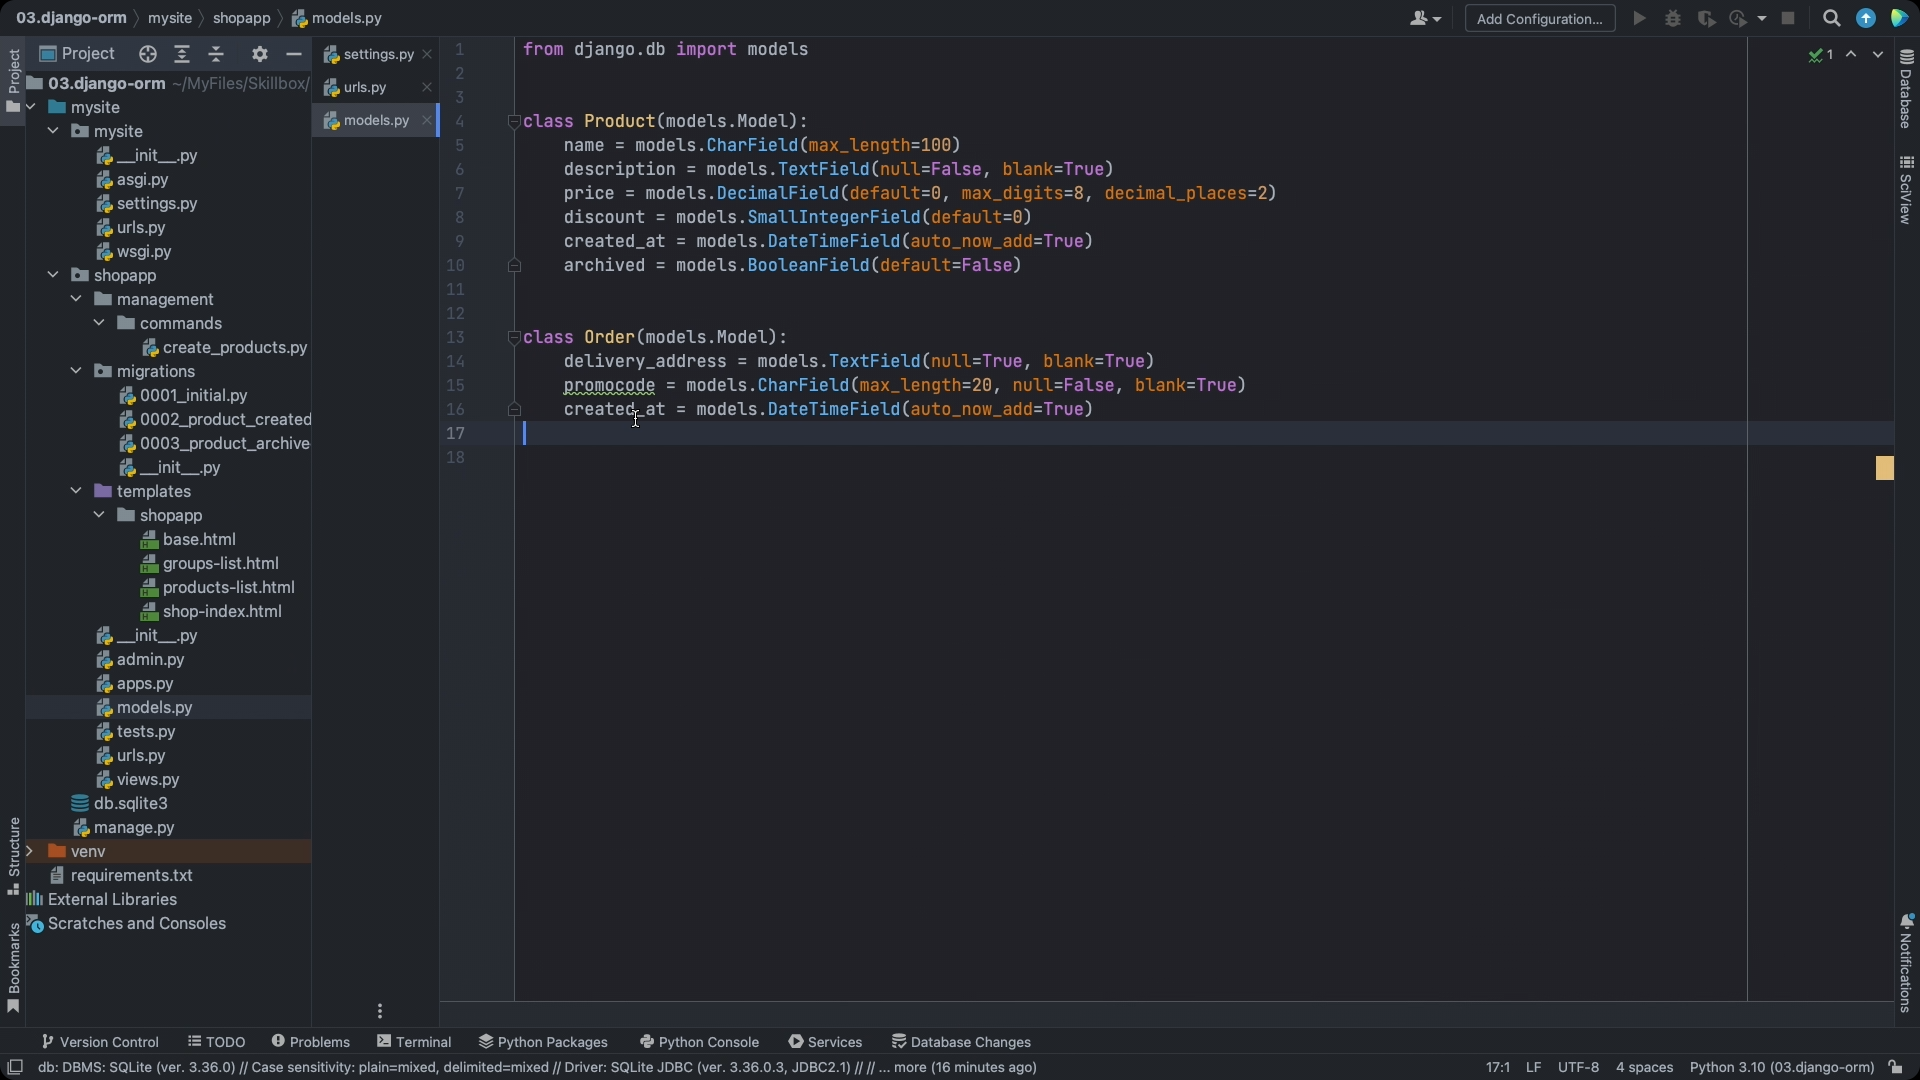 03.django-orm
mysite
shopapp
models.py
Add Configuration...
Project
Project
settings.py
urls.py
models.py
1
Database
SciView
Notifications
Structure
Bookmarks
03.django-orm ~/MyFiles/Skillbox/
mysite
mysite
__init__.py
asgi.py
settings.py
urls.py
wsgi.py
shopapp
management
commands
create_products.py
migrations
0001_initial.py
0002_product_created
0003_product_archive
__init__.py
templates
shopapp
base.html
groups-list.html
products-list.html
shop-index.html
__init__.py
admin.py
apps.py
models.py
tests.py
urls.py
views.py
db.sqlite3
manage.py
venv
requirements.txt
External Libraries
Scratches and Consoles
1 from django.db import models
2
3
4 class Product(models.Model):
5 name = models.CharField(max_length=100)
6 description = models.TextField(null=False, blank=True)
7 price = models.DecimalField(default=0, max_digits=8, decimal_places=2)
8 discount = models.SmallIntegerField(default=0)
9 created_at = models.DateTimeField(auto_now_add=True)
10 archived = models.BooleanField(default=False)
11
12
13 class Order(models.Model):
14 delivery_address = models.TextField(null=True, blank=True)
15 promocode = models.CharField(max_length=20, null=False, blank=True)
16 created_at = models.DateTimeField(auto_now_add=True)
17
18
Version Control
TODO
Problems
Terminal
Python Packages
Python Console
Services
Database Changes
db: DBMS: SQLite (ver. 3.36.0) // Case sensitivity: plain=mixed, delimited=mixed // Driver: SQLite JDBC (ver. 3.36.0.3, JDBC2.1) // // ... more (16 minutes ago)
17:1
LF
UTF-8
4 spaces
Python 3.10 (03.django-orm)